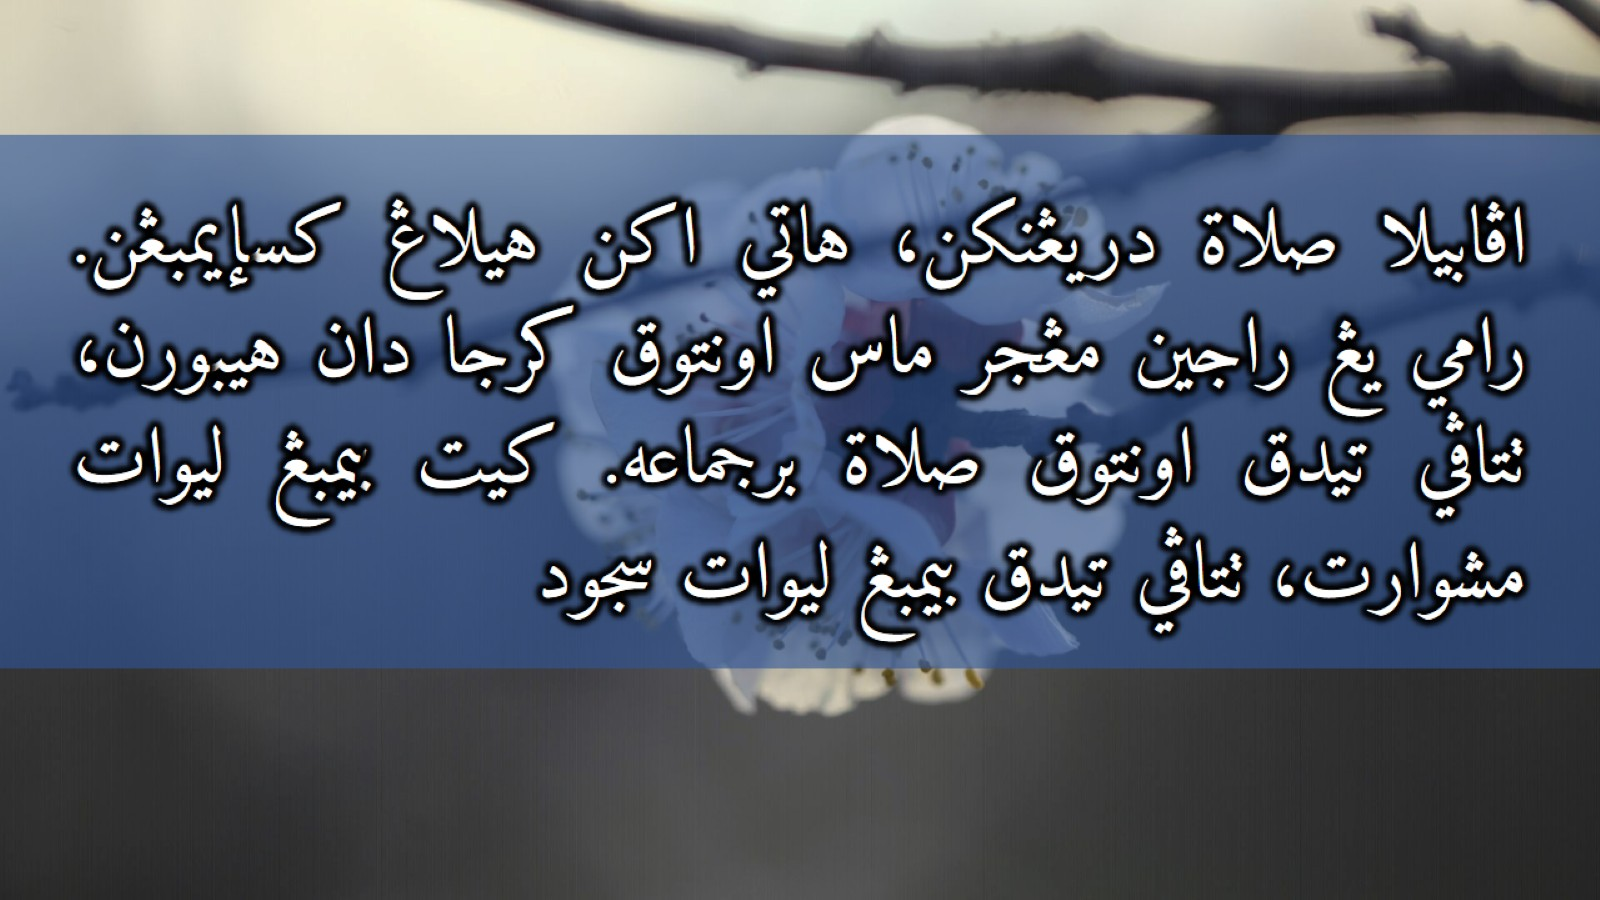 اڤابيلا صلاة دريڠنكن، هاتي اكن هيلاڠ كسإيمبڠن.
رامي يڠ راجين مڠجر ماس اونتوق كرجا دان هيبورن،
تتاڤي تيدق اونتوق صلاة برجماعه. كيت بيمبڠ ليوات
مشوارت، تتاڤي تيدق بيمبڠ ليوات سجود